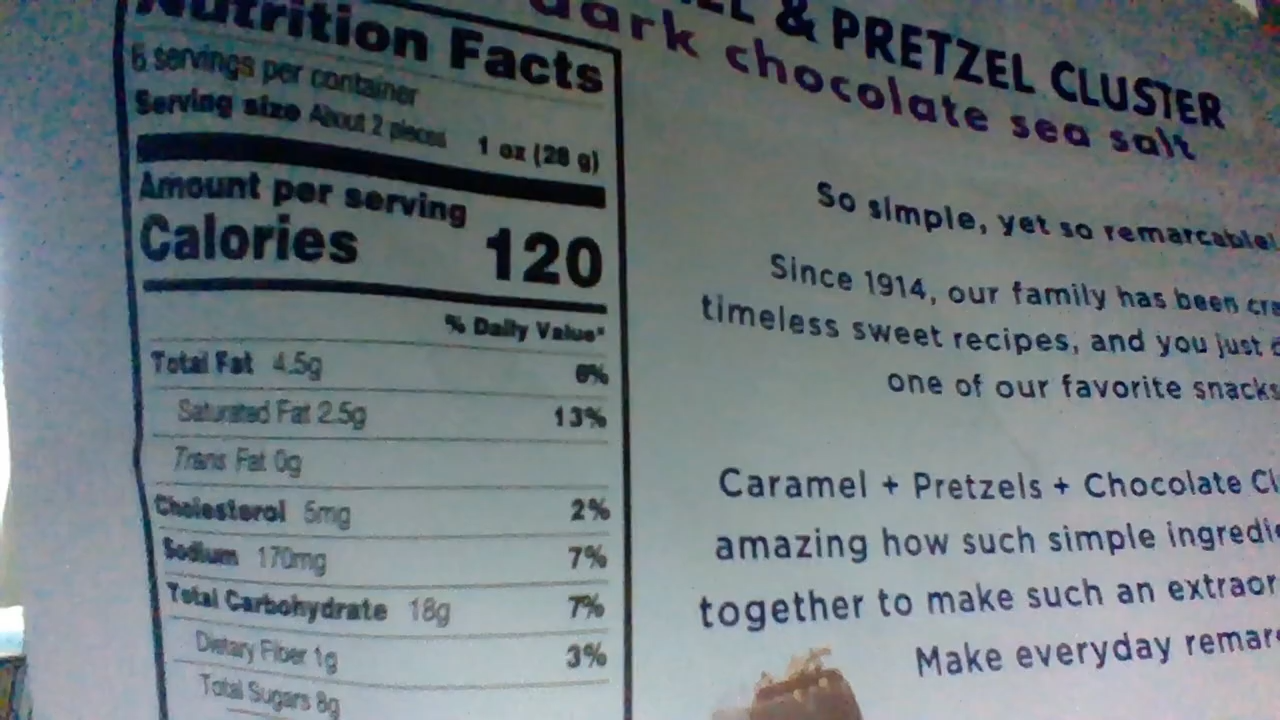 Nutrition Facts
6 servings per container
Serving size About 2 pieces 1 oz (28 g)
Amount per serving
Calories 120
% Daily Value*
Total Fat 4.5g 6%
Saturated Fat 2.5g 13%
Trans Fat 0g
Cholesterol 5mg 2%
Sodium 170mg 7%
Total Carbohydrate 18g 7%
Dietary Fiber 1g 3%
Total Sugars 8g
& PRETZEL CLUSTER
dark chocolate sea salt
So simple, yet so remarcable!
Since 1914, our family has been
timeless sweet recipes, and you just
one of our favorite snacks
Caramel + Pretzels + Chocolate
amazing how such simple
together to make such an
Make everyday